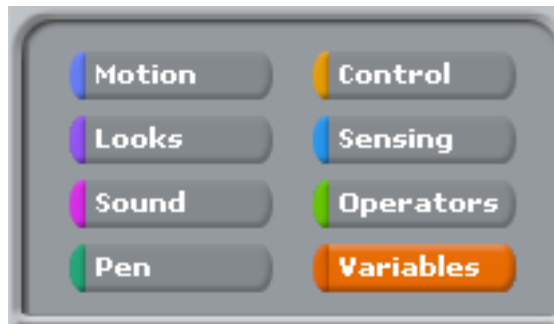 Motion
Control
Looks
Sensing
Sound
Operators
Pen
Variables